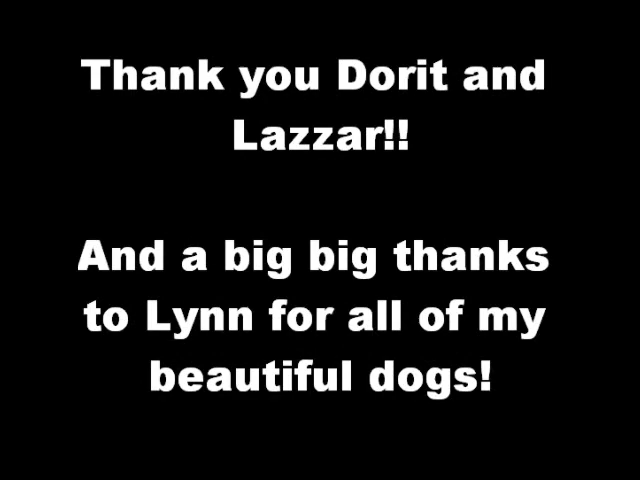 Thank you Dorit and
Lazzar!!
And a big big thanks
to Lynn for all of my
beautiful dogs!